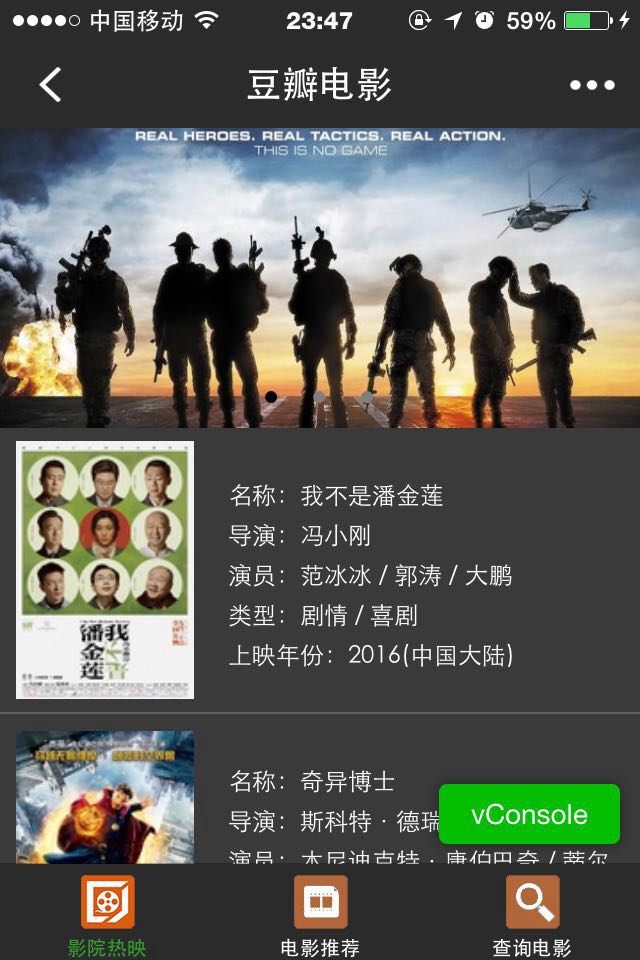 中国移动
23:47
59%
豆瓣电影
REAL HEROES. REAL TACTICS. REAL ACTION.
THIS IS NO GAME
我不是潘金莲
名称：我不是潘金莲
导演：冯小刚
演员：范冰冰 / 郭涛 / 大鹏
类型：剧情 / 喜剧
上映年份：2016(中国大陆)
名称：奇异博士
导演：斯科特 · 德瑞
vConsole
演员：本尼迪克特 · 康伯巴奇 / 蒂尔
影院热映
电影推荐
查询电影